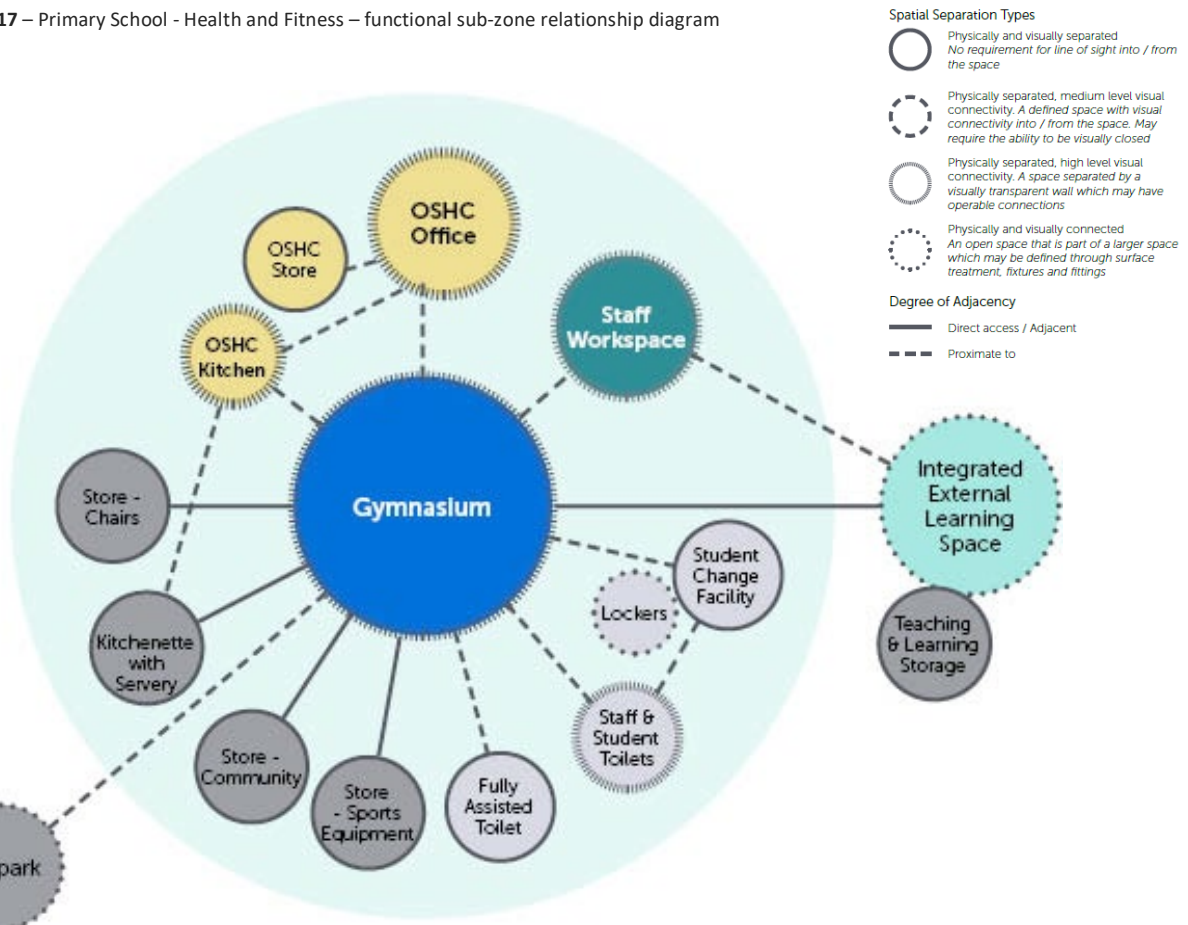 17 – Primary School - Health and Fitness – functional sub-zone relationship diagram
Spatial Separation Types
Physically and visually separated
No requirement for line of sight into / from
the space
Physically separated, medium level visual
connectivity. A defined space with visual
connectivity into / from the space. May
require the ability to be visually closed
Physically separated, high level visual
connectivity. A space separated by a
visually transparent wall which may have
operable connections
Physically and visually connected
An open space that is part of a larger space
which may be defined through surface
treatment, fixtures and fittings
Degree of Adjacency
Direct access / Adjacent
Proximate to
OSHC
Office
OSHC
Store
OSHC
Kitchen
Staff
Workspace
Gymnasium
Store -
Chairs
Integrated
External
Learning
Space
Student
Change
Facility
Lockers
Teaching
& Learning
Storage
Kitchenette
with
Servery
Staff &
Student
Toilets
Store -
Community
Store
- Sports
Equipment
Fully
Assisted
Toilet
park